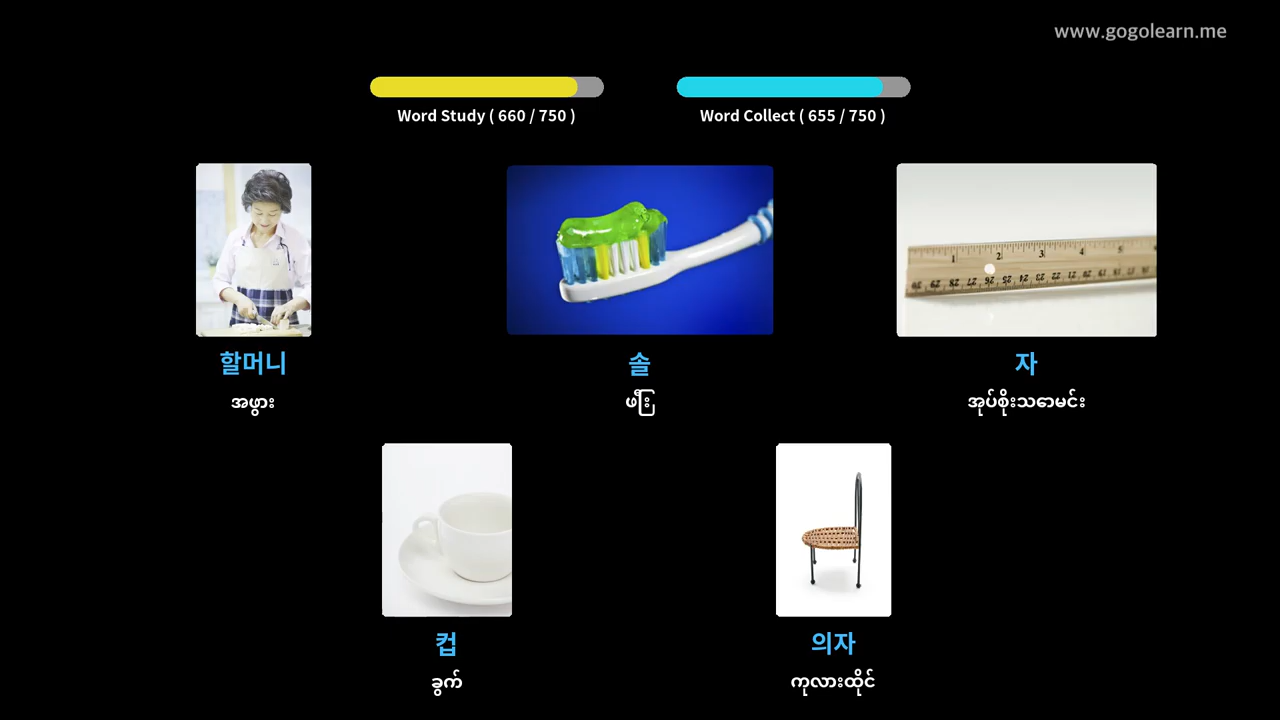 www.gogolearn.me
Word Study ( 660 / 750 )
Word Collect ( 655 / 750 )
할머니
솔
자
အဖွား
ဖီး
အုပ်စိုးသမောင်း
컵
의자
ခွက်
ကုလားထိုင်